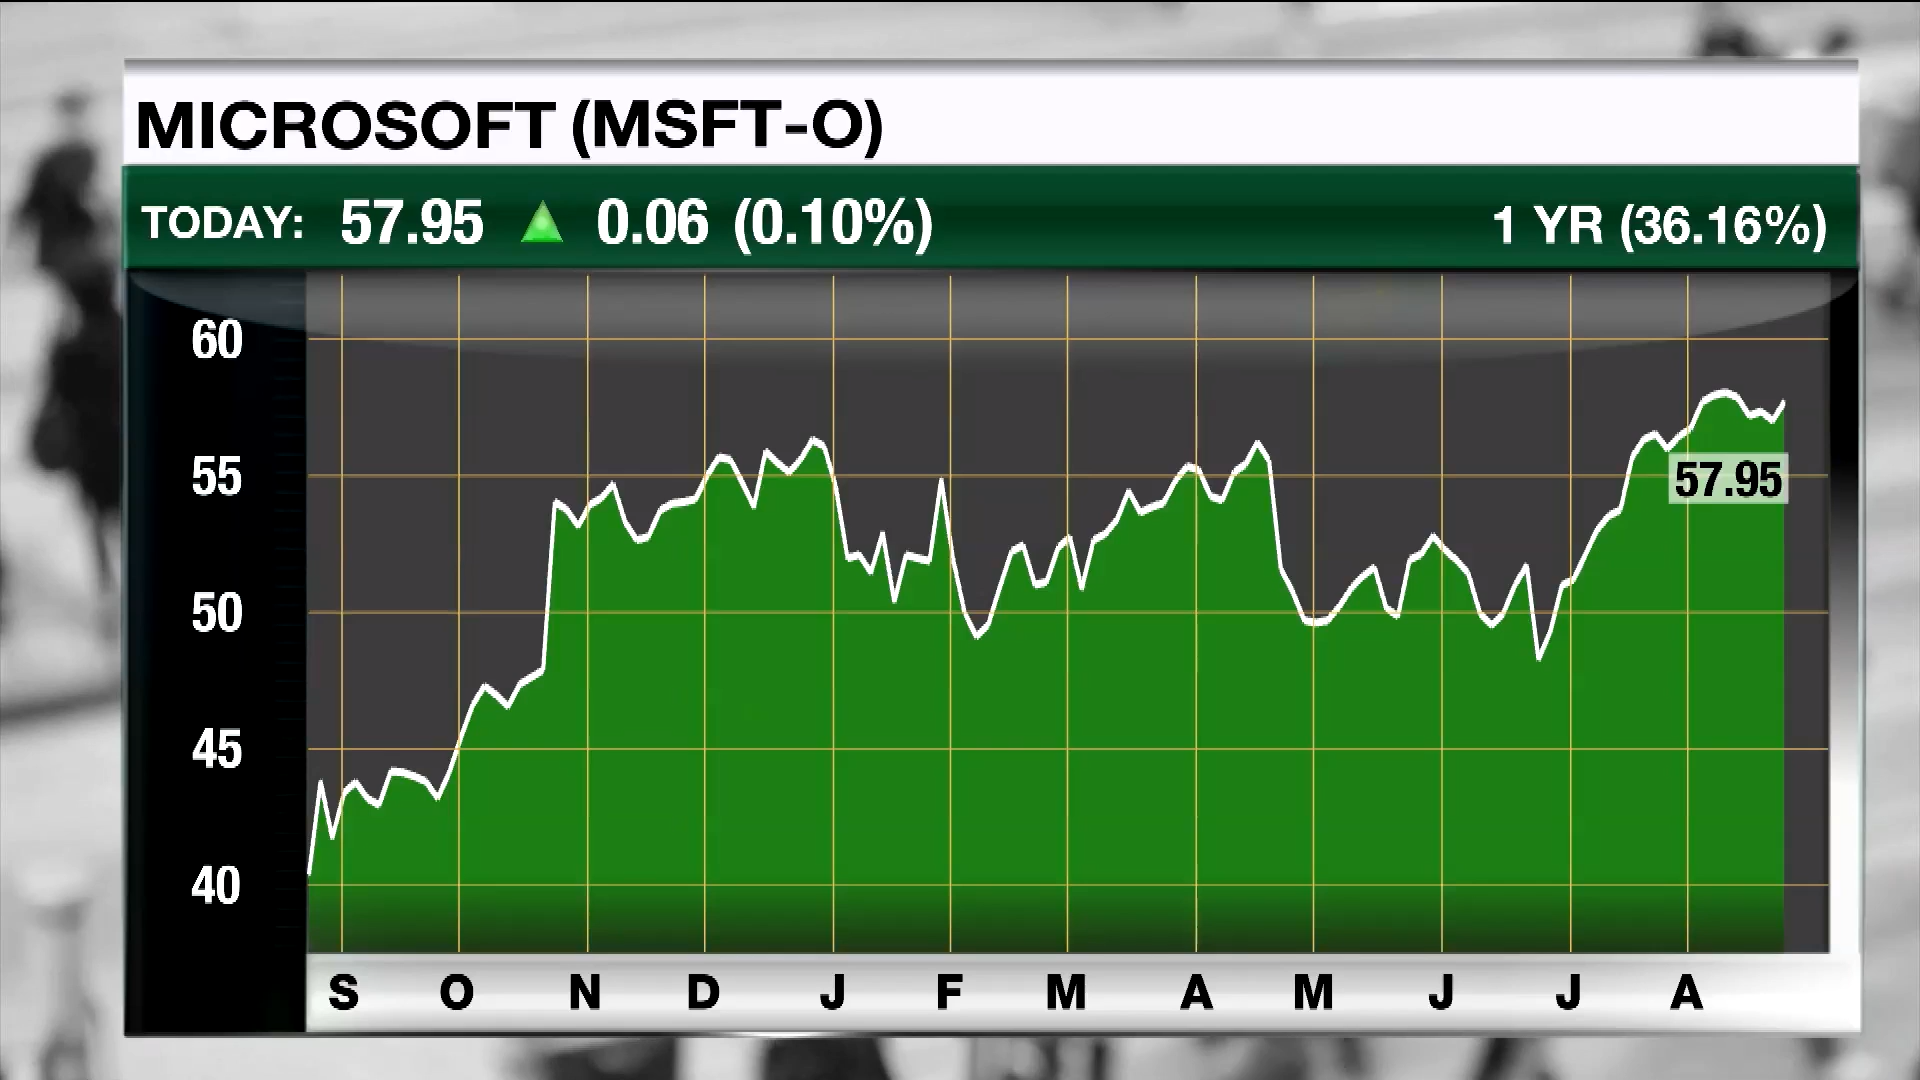 MICROSOFT (MSFT-O)
TODAY: 57.95 ▲ 0.06 (0.10%) 1 YR (36.16%)
60
55
57.95
50
45
40
S O N D J F M A M J J A